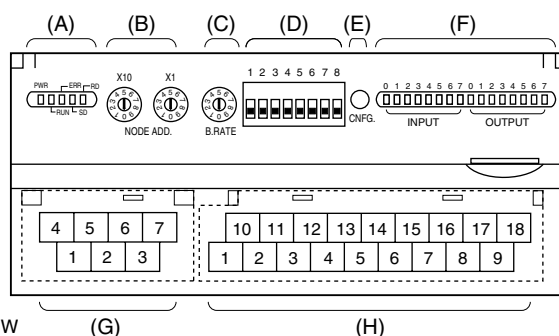 (A) (B) (C) (D) (E) (F)
PWR ERR RD
RUN SD
X10 X1
NODE ADD.
B.RATE
1 2 3 4 5 6 7 8
CNFG.
0 1 2 3 4 5 6 7 0 1 2 3 4 5 6 7
INPUT OUTPUT
4 5 6 7
1 2 3
10 11 12 13 14 15 16 17 18
1 2 3 4 5 6 7 8 9
W (G) (H)